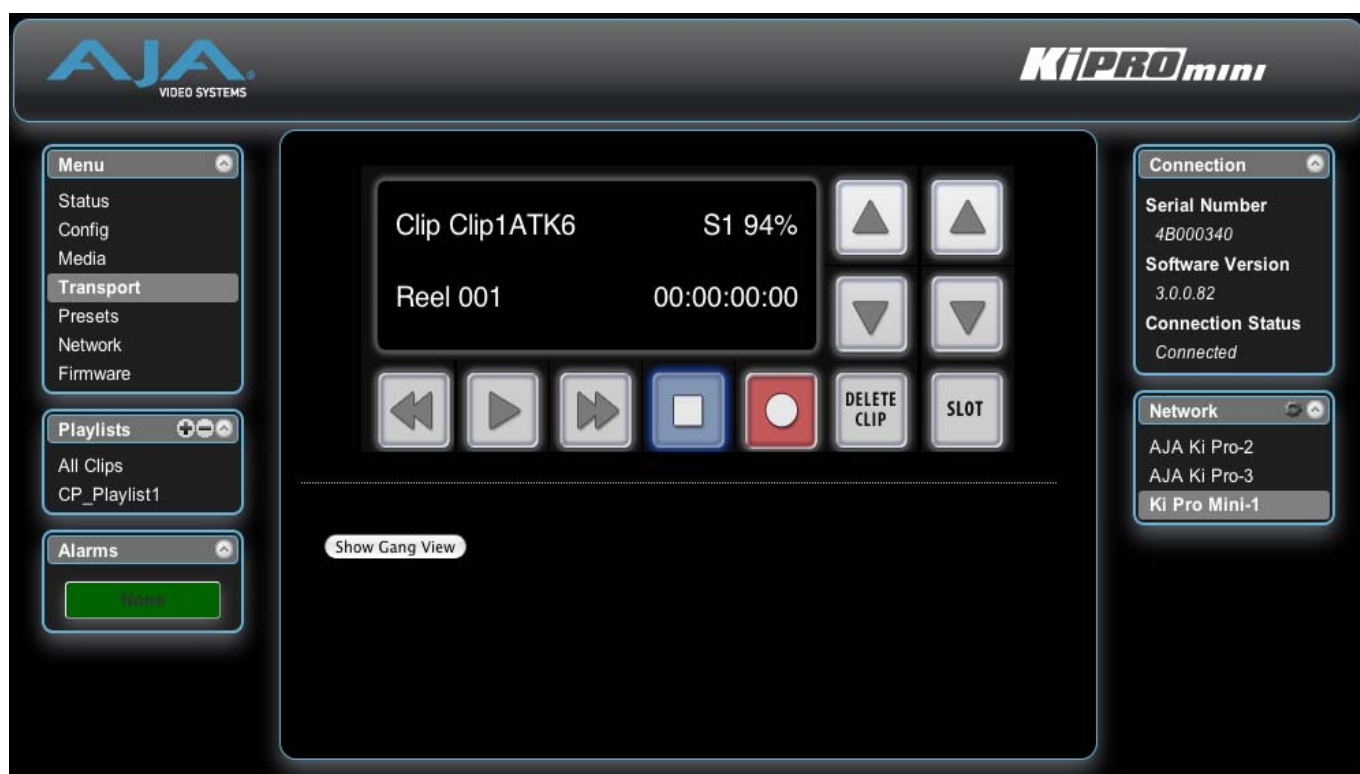 AJA
VIDEO SYSTEMS
KiPROmini
Menu
Status
Config
Media
Transport
Presets
Network
Firmware
Playlists
All Clips
CP_Playlist1
Alarms
None
Clip Clip1ATK6 S1 94%
Reel 001 00:00:00:00
DELETE
CLIP
SLOT
Show Gang View
Connection
Serial Number
4B000340
Software Version
3.0.0.82
Connection Status
Connected
Network
AJA Ki Pro-2
AJA Ki Pro-3
Ki Pro Mini-1